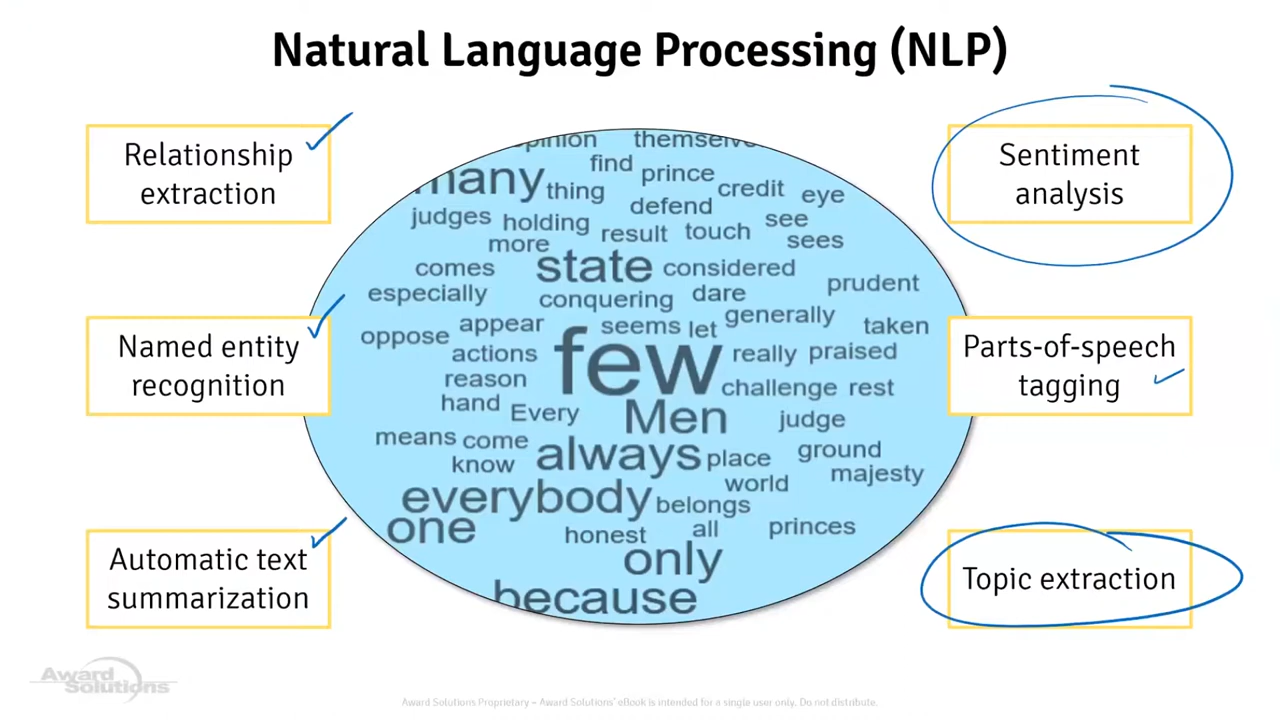 Natural Language Processing (NLP)
Relationship
extraction
Named entity
recognition
Automatic text
summarization
themselve
find prince
many thing credit eye
judges holding defend see
more result touch sees
comes state considered
especially conquering dare prudent
oppose appear seems let generally taken
actions few really praised
reason challenge rest
hand Every Men judge
means come always place ground
know world majesty
everybody belongs
one honest all princes
only
because
Sentiment
analysis
Parts-of-speech
tagging
Topic extraction
Award
Solutions
Award Solutions Proprietary – Award Solutions' eBook is intended for a single user only. Do not distribute.